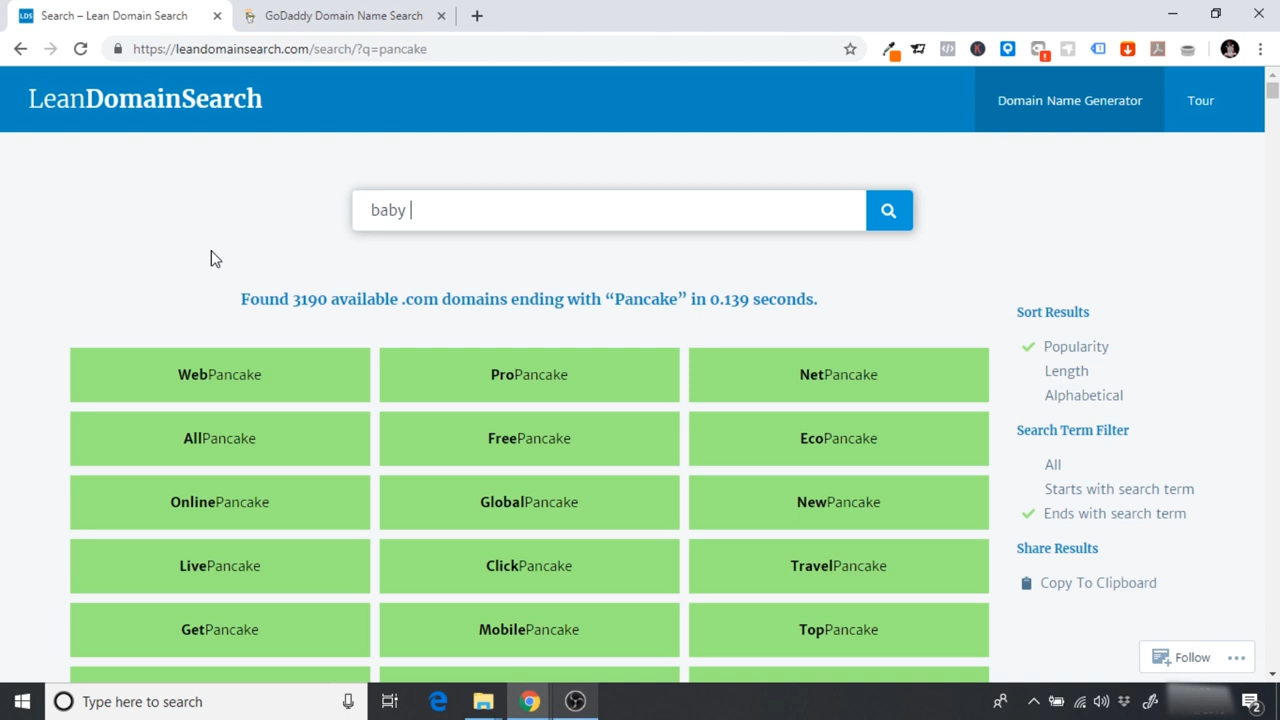 Search – Lean Domain Search
GoDaddy Domain Name Search
https://leandomainsearch.com/search/?q=pancake
LeanDomainSearch
Domain Name Generator
Tour
baby
Found 3190 available .com domains ending with “Pancake” in 0.139 seconds.
WebPancake
ProPancake
NetPancake
AllPancake
FreePancake
EcoPancake
OnlinePancake
GlobalPancake
NewPancake
LivePancake
ClickPancake
TravelPancake
GetPancake
MobilePancake
TopPancake
Sort Results
Popularity
Length
Alphabetical
Search Term Filter
All
Starts with search term
Ends with search term
Share Results
Copy To Clipboard
Follow
Type here to search